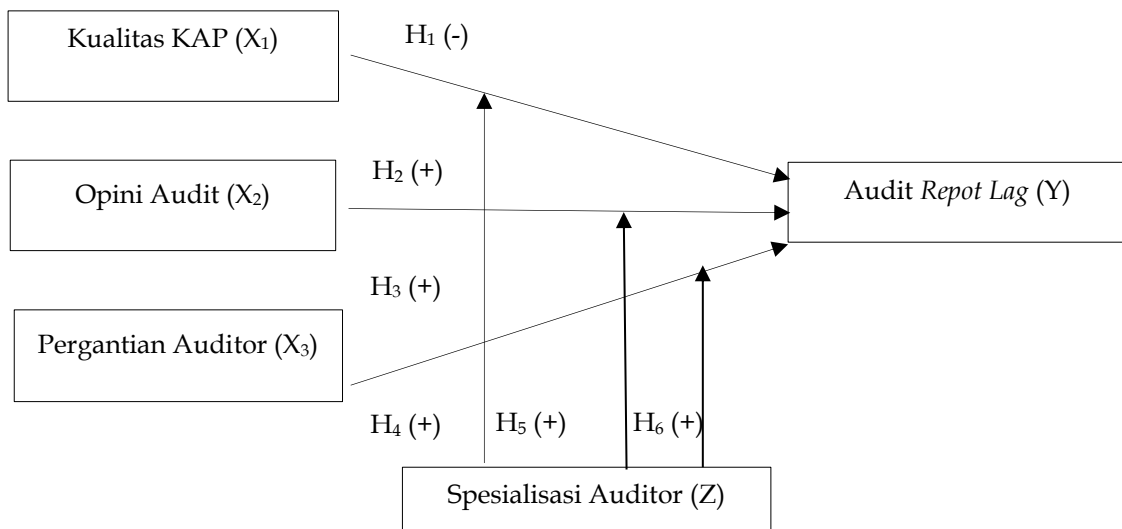 Kualitas KAP (X₁)
H₁ (-)
Opini Audit (X₂)
H₂ (+)
Audit Repot Lag (Y)
H₃ (+)
Pergantian Auditor (X₃)
H₄ (+)
H₅ (+)
H₆ (+)
Spesialisasi Auditor (Z)